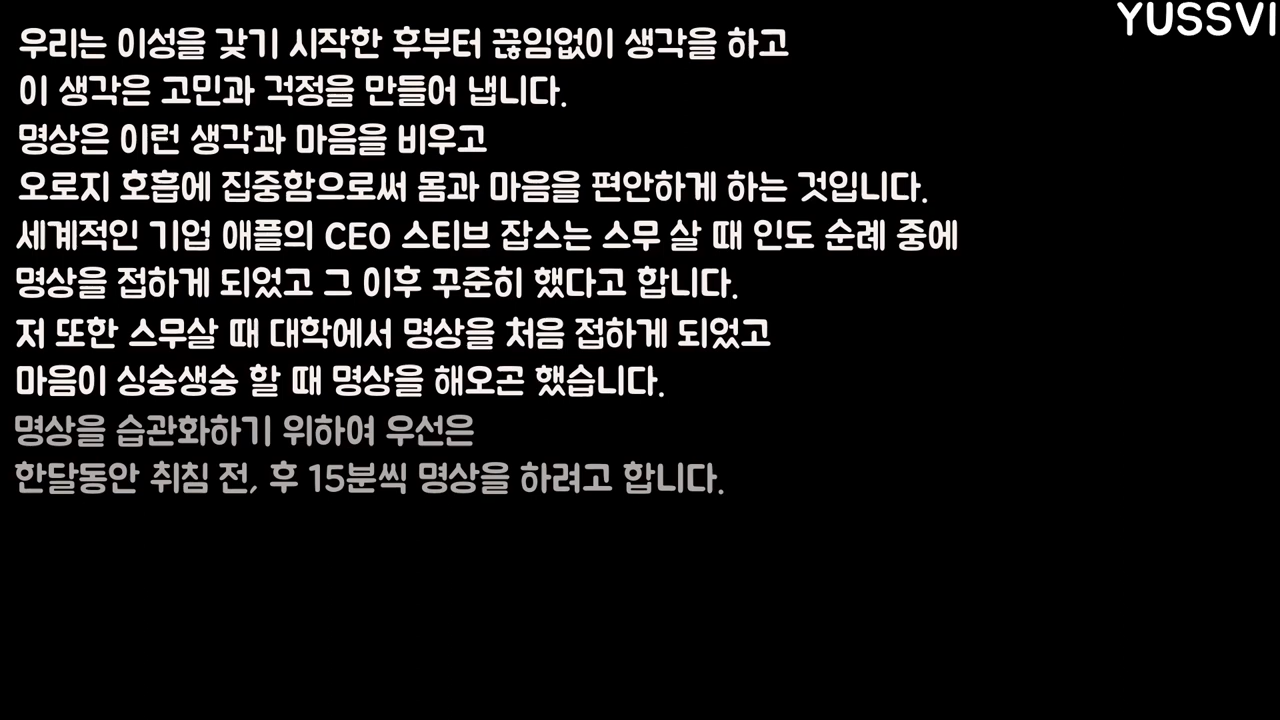 YUSSVI
우리는 이성을 갖기 시작한 후부터 끊임없이 생각을 하고
이 생각은 고민과 걱정을 만들어 냅니다.
명상은 이런 생각과 마음을 비우고
오로지 호흡에 집중함으로써 몸과 마음을 편안하게 하는 것입니다.
세계적인 기업 애플의 CEO 스티브 잡스는 스무 살 때 인도 순례 중에
명상을 접하게 되었고 그 이후 꾸준히 했다고 합니다.
저 또한 스무살 때 대학에서 명상을 처음 접하게 되었고
마음이 싱숭생숭 할 때 명상을 해오곤 했습니다.
명상을 습관화하기 위하여 우선은
한달동안 취침 전, 후 15분씩 명상을 하려고 합니다.